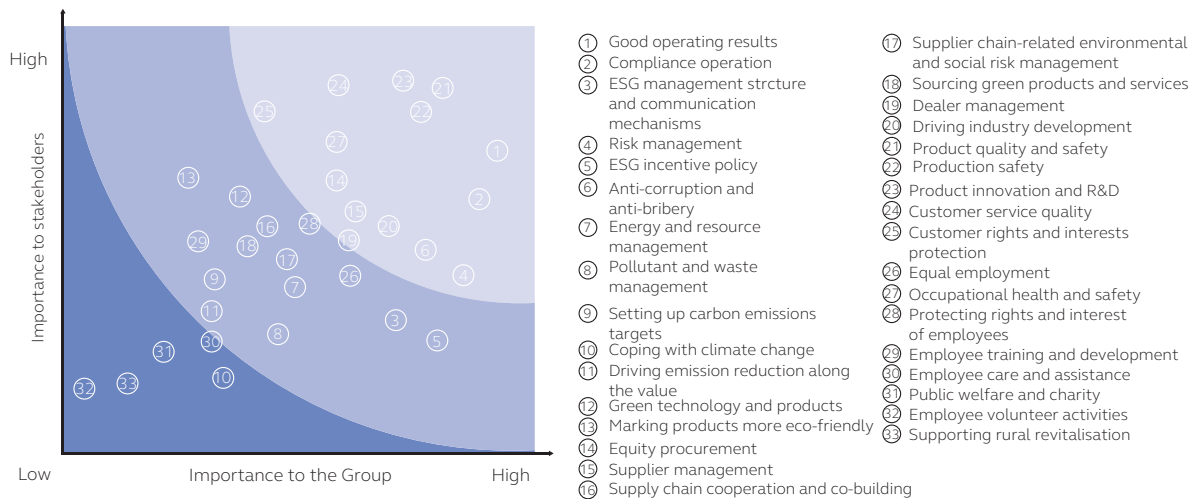 High
Importance to stakeholders
Low
Importance to the Group
High
24
23
21
25
22
27
1
13
14
12
2
15
16
28
20
29
18
19
6
17
26
4
9
7
11
3
8
30
5
31
10
33
32
1 Good operating results
2 Compliance operation
3 ESG management strcture
and communication
mechanisms
4 Risk management
5 ESG incentive policy
6 Anti-corruption and
anti-bribery
7 Energy and resource
management
8 Pollutant and waste
management
9 Setting up carbon emissions
targets
10 Coping with climate change
11 Driving emission reduction along
the value
12 Green technology and products
13 Marking products more eco-friendly
14 Equity procurement
15 Supplier management
16 Supply chain cooperation and co-building
17 Supplier chain-related environmental
and social risk management
18 Sourcing green products and services
19 Dealer management
20 Driving industry development
21 Product quality and safety
22 Production safety
23 Product innovation and R&D
24 Customer service quality
25 Customer rights and interests
protection
26 Equal employment
27 Occupational health and safety
28 Protecting rights and interest
of employees
29 Employee training and development
30 Employee care and assistance
31 Public welfare and charity
32 Employee volunteer activities
33 Supporting rural revitalisation